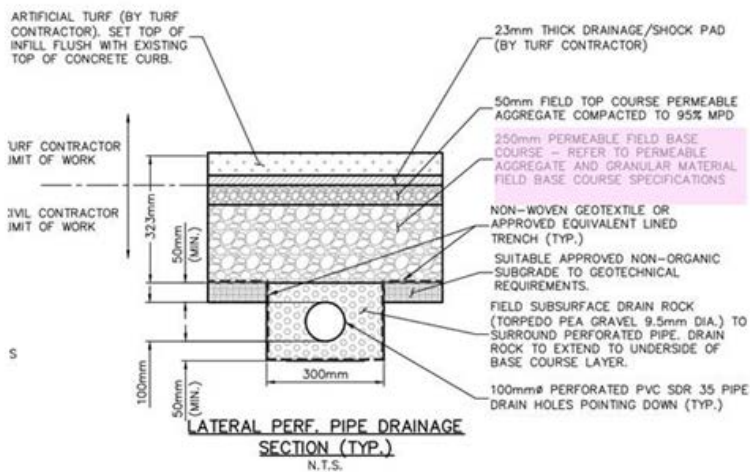 ARTIFICIAL TURF (BY TURF
CONTRACTOR). SET TOP OF
INFILL FLUSH WITH EXISTING
TOP OF CONCRETE CURB.
23mm THICK DRAINAGE/SHOCK PAD
(BY TURF CONTRACTOR)
50mm FIELD TOP COURSE PERMEABLE
AGGREGATE COMPACTED TO 95% MPD
250mm PERMEABLE FIELD BASE
COURSE – REFER TO PERMEABLE
AGGREGATE AND GRANULAR MATERIAL
FIELD BASE COURSE SPECIFICATIONS
URF CONTRACTOR
IMIT OF WORK
CIVIL CONTRACTOR
IMIT OF WORK
323mm
50mm
(MIN.)
NON-WOVEN GEOTEXTILE OR
APPROVED EQUIVALENT LINED
TRENCH (TYP.)
SUITABLE APPROVED NON-ORGANIC
SUBGRADE TO GEOTECHNICAL
REQUIREMENTS.
FIELD SUBSURFACE DRAIN ROCK
(TORPEDO PEA GRAVEL 9.5mm DIA.) TO
SURROUND PERFORATED PIPE. DRAIN
ROCK TO EXTEND TO UNDERSIDE OF
BASE COURSE LAYER.
S
100mm
50mm
(MIN.)
300mm
100mmø PERFORATED PVC SDR 35 PIPE
DRAIN HOLES POINTING DOWN (TYP.)
LATERAL PERF. PIPE DRAINAGE
SECTION (TYP.)
N.T.S.